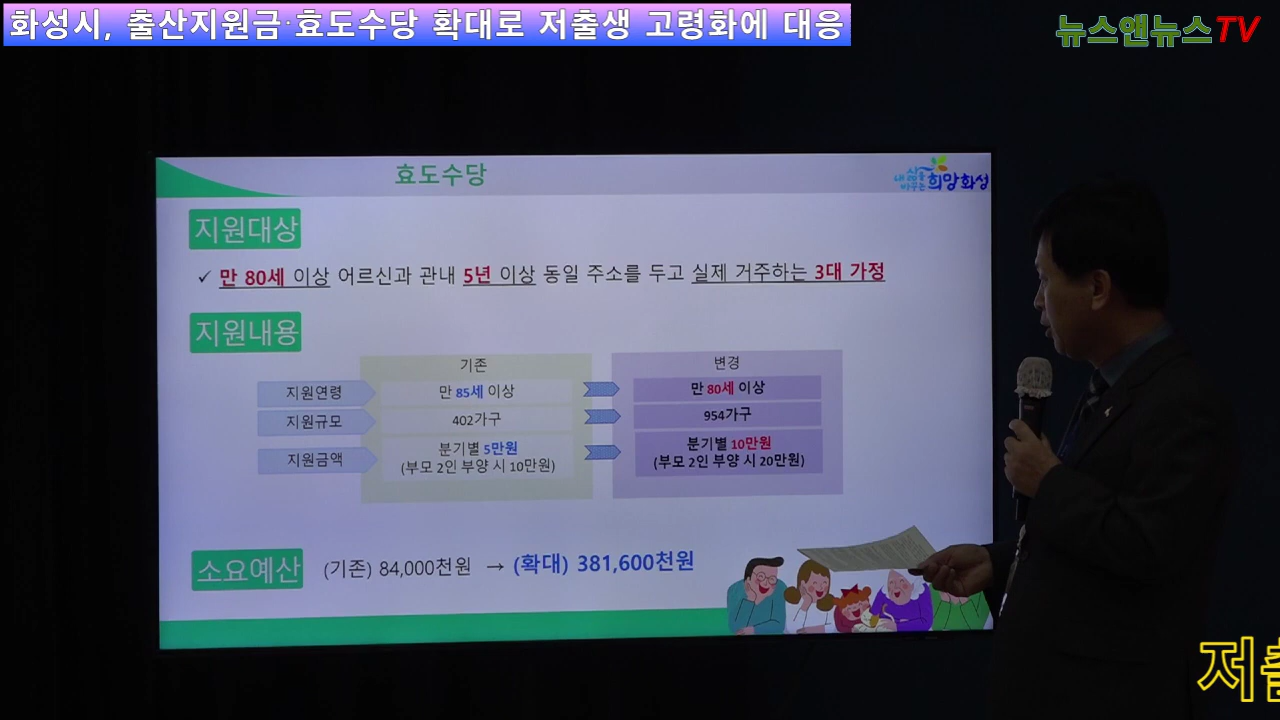 화성시, 출산지원금·효도수당 확대로 저출생 고령화에 대응
뉴스앤뉴스TV
효도수당
내 삶을
바꾸는 희망화성
지원대상
✓ 만 80세 이상 어르신과 관내 5년 이상 동일 주소를 두고 실제 거주하는 3대 가정
지원내용
기존 변경
지원연령 만 85세 이상 만 80세 이상
지원규모 402가구 954가구
지원금액 분기별 5만원 분기별 10만원
(부모 2인 부양 시 10만원) (부모 2인 부양 시 20만원)
소요예산 (기존) 84,000천원 → (확대) 381,600천원
저